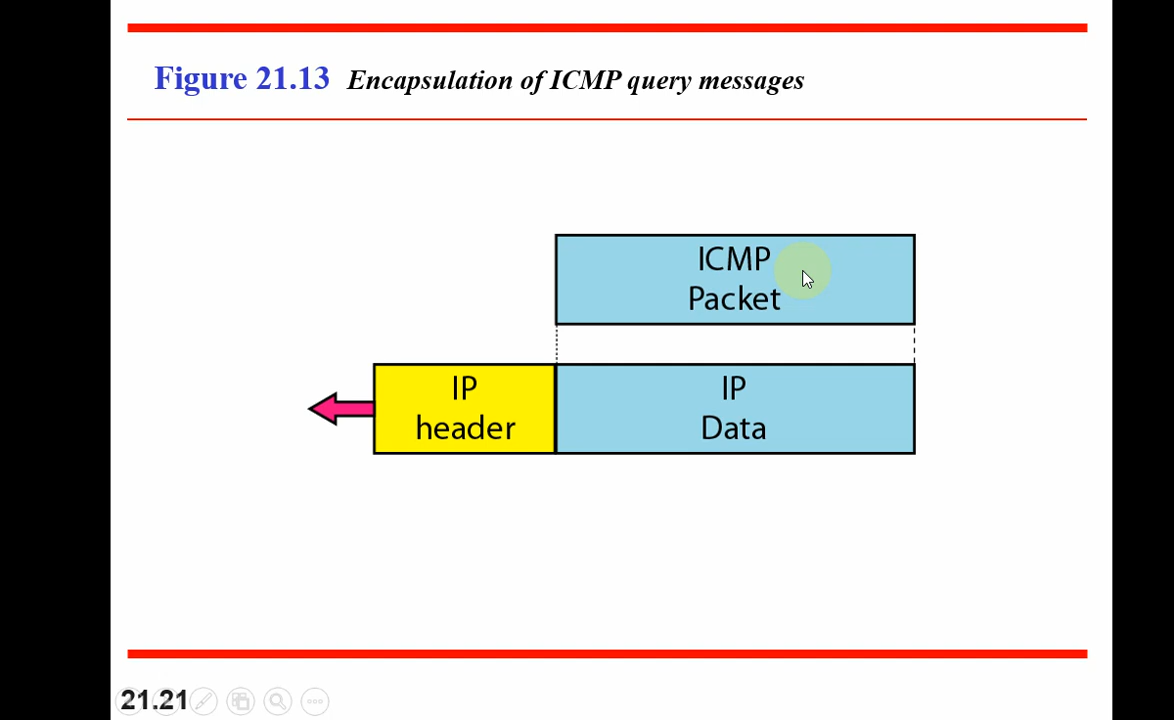 Figure 21.13 Encapsulation of ICMP query messages
ICMP
Packet
IP
header
IP
Data
21.21